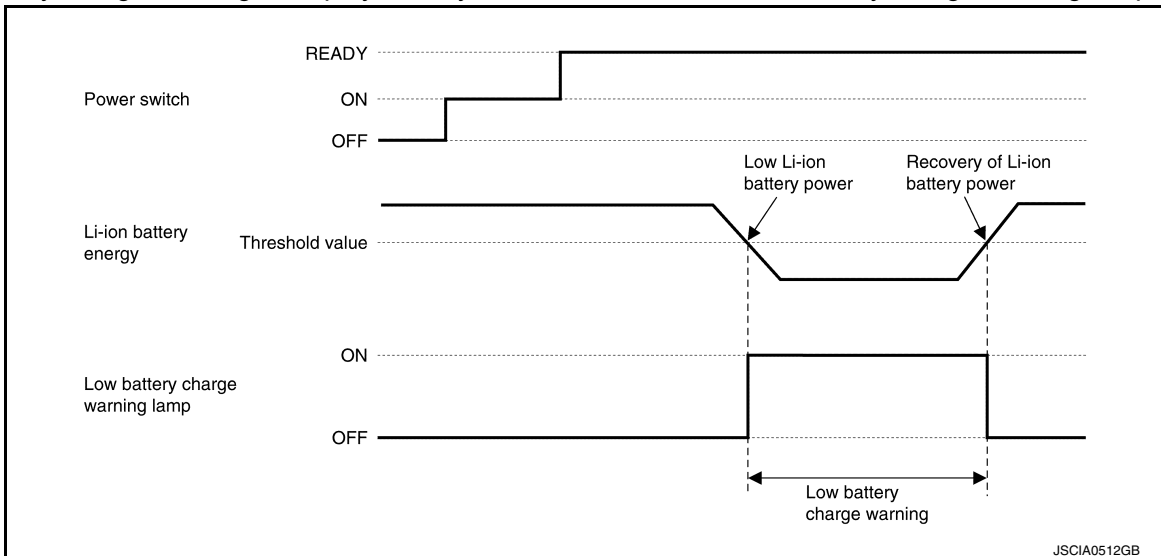 READY
Power switch
ON
OFF
Low Li-ion
battery power
Recovery of Li-ion
battery power
Li-ion battery
energy
Threshold value
ON
Low battery charge
warning lamp
OFF
Low battery
charge warning
JSCIA0512GB